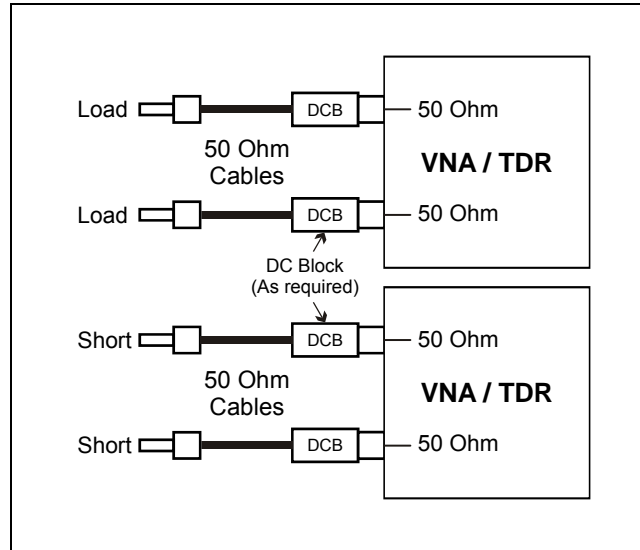 Load
DCB
50 Ohm
50 Ohm
Cables
VNA / TDR
Load
DCB
50 Ohm
DC Block
(As required)
Short
DCB
50 Ohm
50 Ohm
Cables
VNA / TDR
Short
DCB
50 Ohm